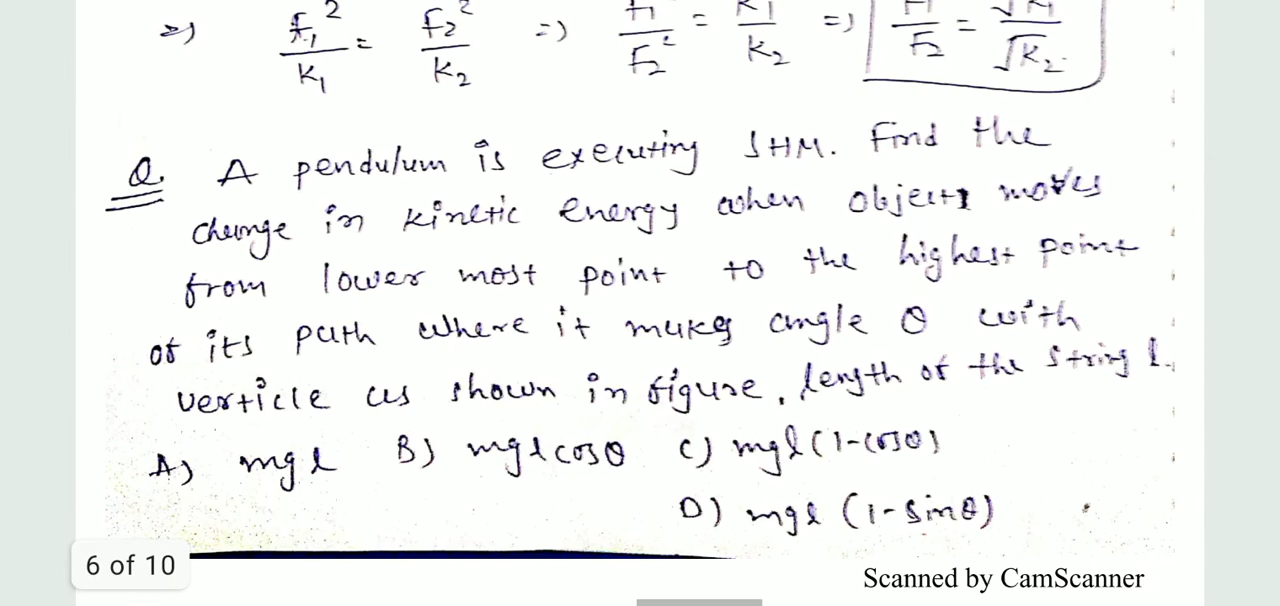 =) F₁²/K₁ = F₂²/K₂ =) F₁²/F₂² = K₁/K₂ =) F₁/F₂ = √K₁/√K₂
Q. A pendulum is executing SHM. Find the
change in kinetic energy when object moves
from lower most point to the highest point
of its path where it makes angle θ with
verticle as shown in figure, length of the string l.
A) mgl B) mglcosθ C) mgl(1-cosθ)
D) mgl (1-sinθ)
6 of 10
Scanned by CamScanner